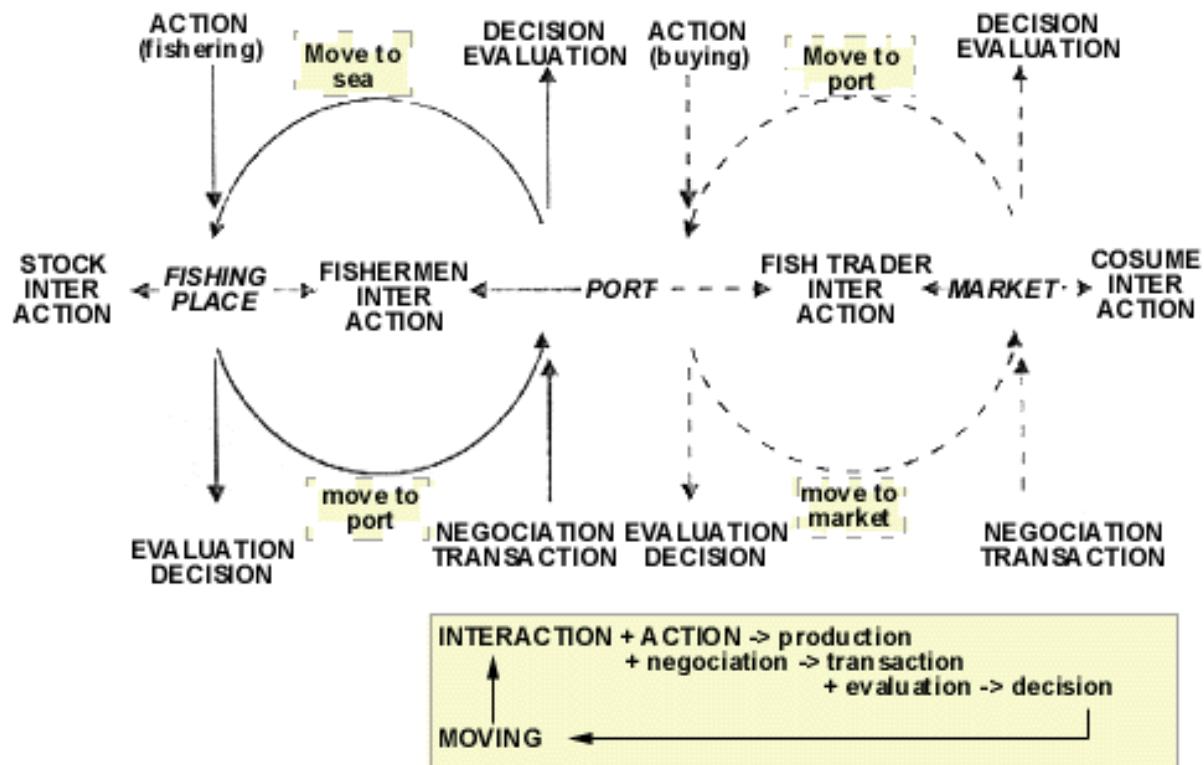 ACTION
(fishering)
Move to
sea
DECISION
EVALUATION
ACTION
(buying)
Move to
port
DECISION
EVALUATION
STOCK
INTER
ACTION
FISHING
PLACE
FISHERMEN
INTER
ACTION
PORT
FISH TRADER
INTER
ACTION
MARKET
COSUME
INTER
ACTION
EVALUATION
DECISION
move to
port
NEGOCIATION
TRANSACTION
EVALUATION
DECISION
move to
market
NEGOCIATION
TRANSACTION
INTERACTION + ACTION -> production
+ negociation -> transaction
+ evaluation -> decision
MOVING